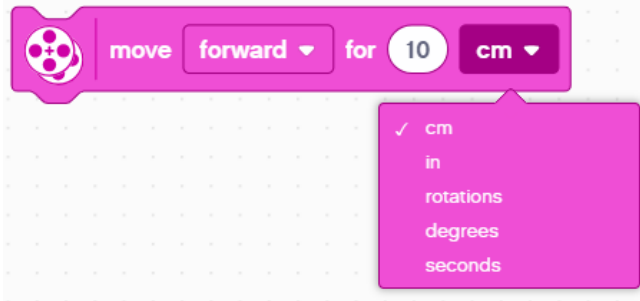 move forward for 10 cm
cm
in
rotations
degrees
seconds